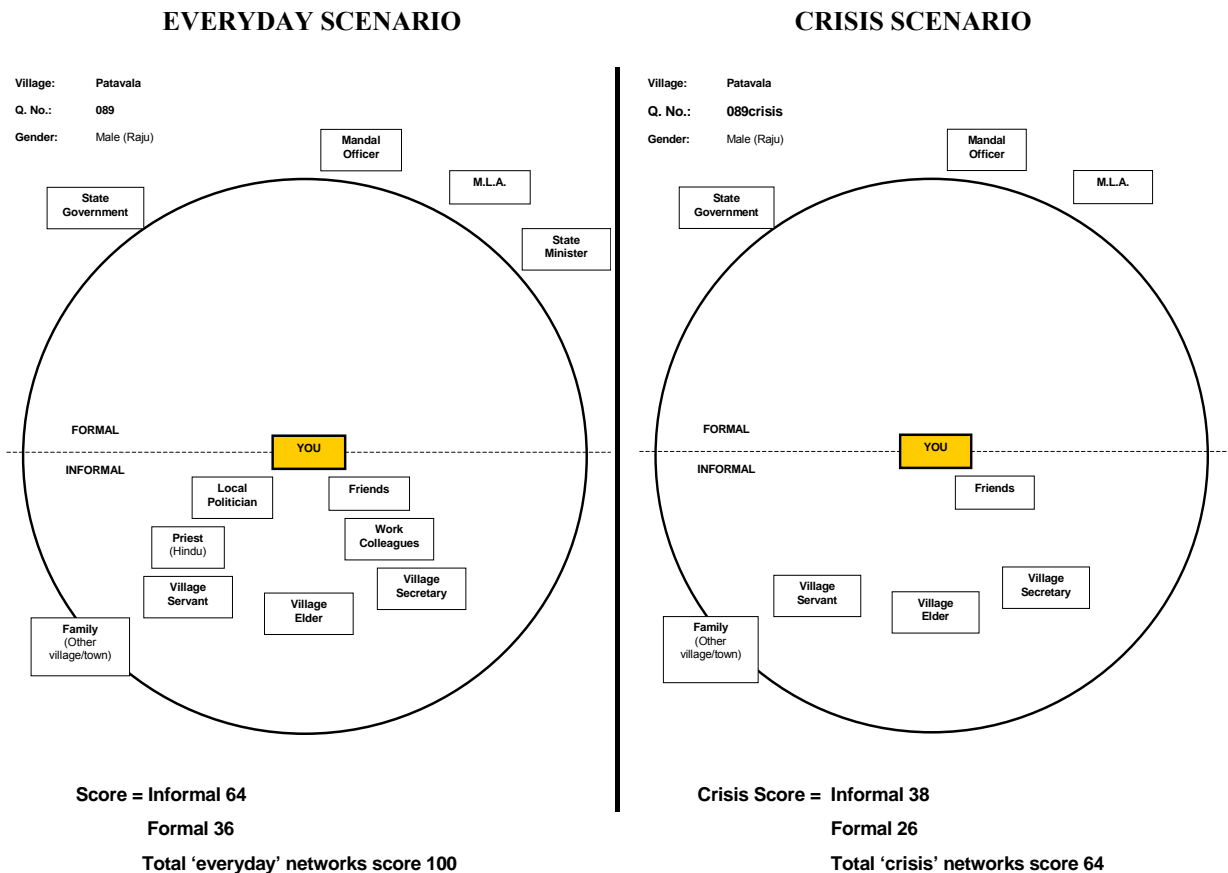 EVERYDAY SCENARIO
Village: Patavala
Q. No.: 089
Gender: Male (Raju)
Mandal
Officer
M.L.A.
State
Government
State
Minister
FORMAL
YOU
INFORMAL
Local
Politician
Friends
Priest
(Hindu)
Work
Colleagues
Village
Servant
Village
Secretary
Village
Elder
Family
(Other
village/town)
Score = Informal 64
Formal 36
Total ‘everyday’ networks score 100
CRISIS SCENARIO
Village: Patavala
Q. No.: 089crisis
Gender: Male (Raju)
Mandal
Officer
M.L.A.
State
Government
FORMAL
YOU
INFORMAL
Friends
Village
Servant
Village
Secretary
Village
Elder
Family
(Other
village/town)
Crisis Score = Informal 38
Formal 26
Total ‘crisis’ networks score 64